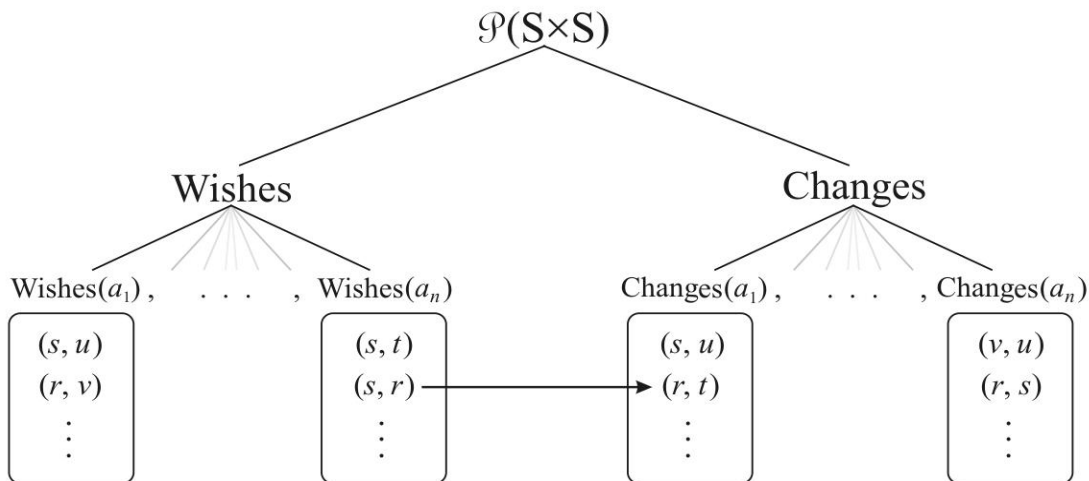 𝒫(S×S)
Wishes Changes
Wishes(a₁) , . . . , Wishes(aₙ) Changes(a₁) , . . . , Changes(aₙ)
(s, u) (s, t) (s, u) (v, u)
(r, v) (s, r) (r, t) (r, s)
⋮ ⋮ ⋮ ⋮